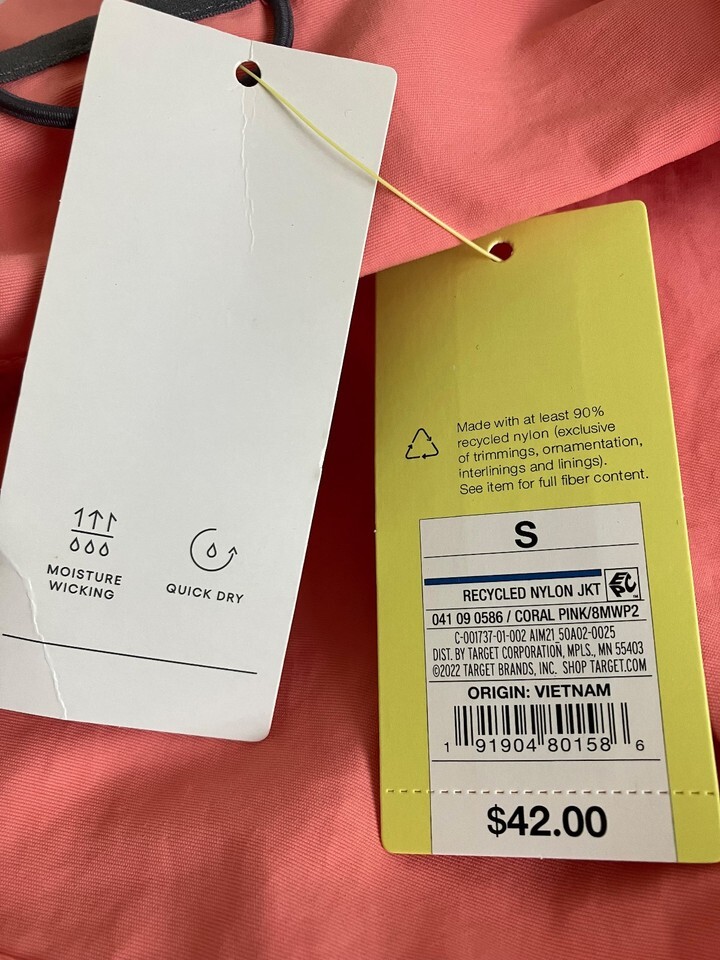 MOISTURE
WICKING
QUICK DRY
Made with at least 90%
recycled nylon (exclusive
of trimmings, ornamentation,
interlinings and linings).
See item for full fiber content.
S
RECYCLED NYLON JKT
041 09 0586 / CORAL PINK/8MWP2
C-001737-01-002 AIM21_50A02-0025
DIST. BY TARGET CORPORATION, MPLS., MN 55403
©2022 TARGET BRANDS, INC. SHOP TARGET.COM
ORIGIN: VIETNAM
1 91904 80158 6
$42.00